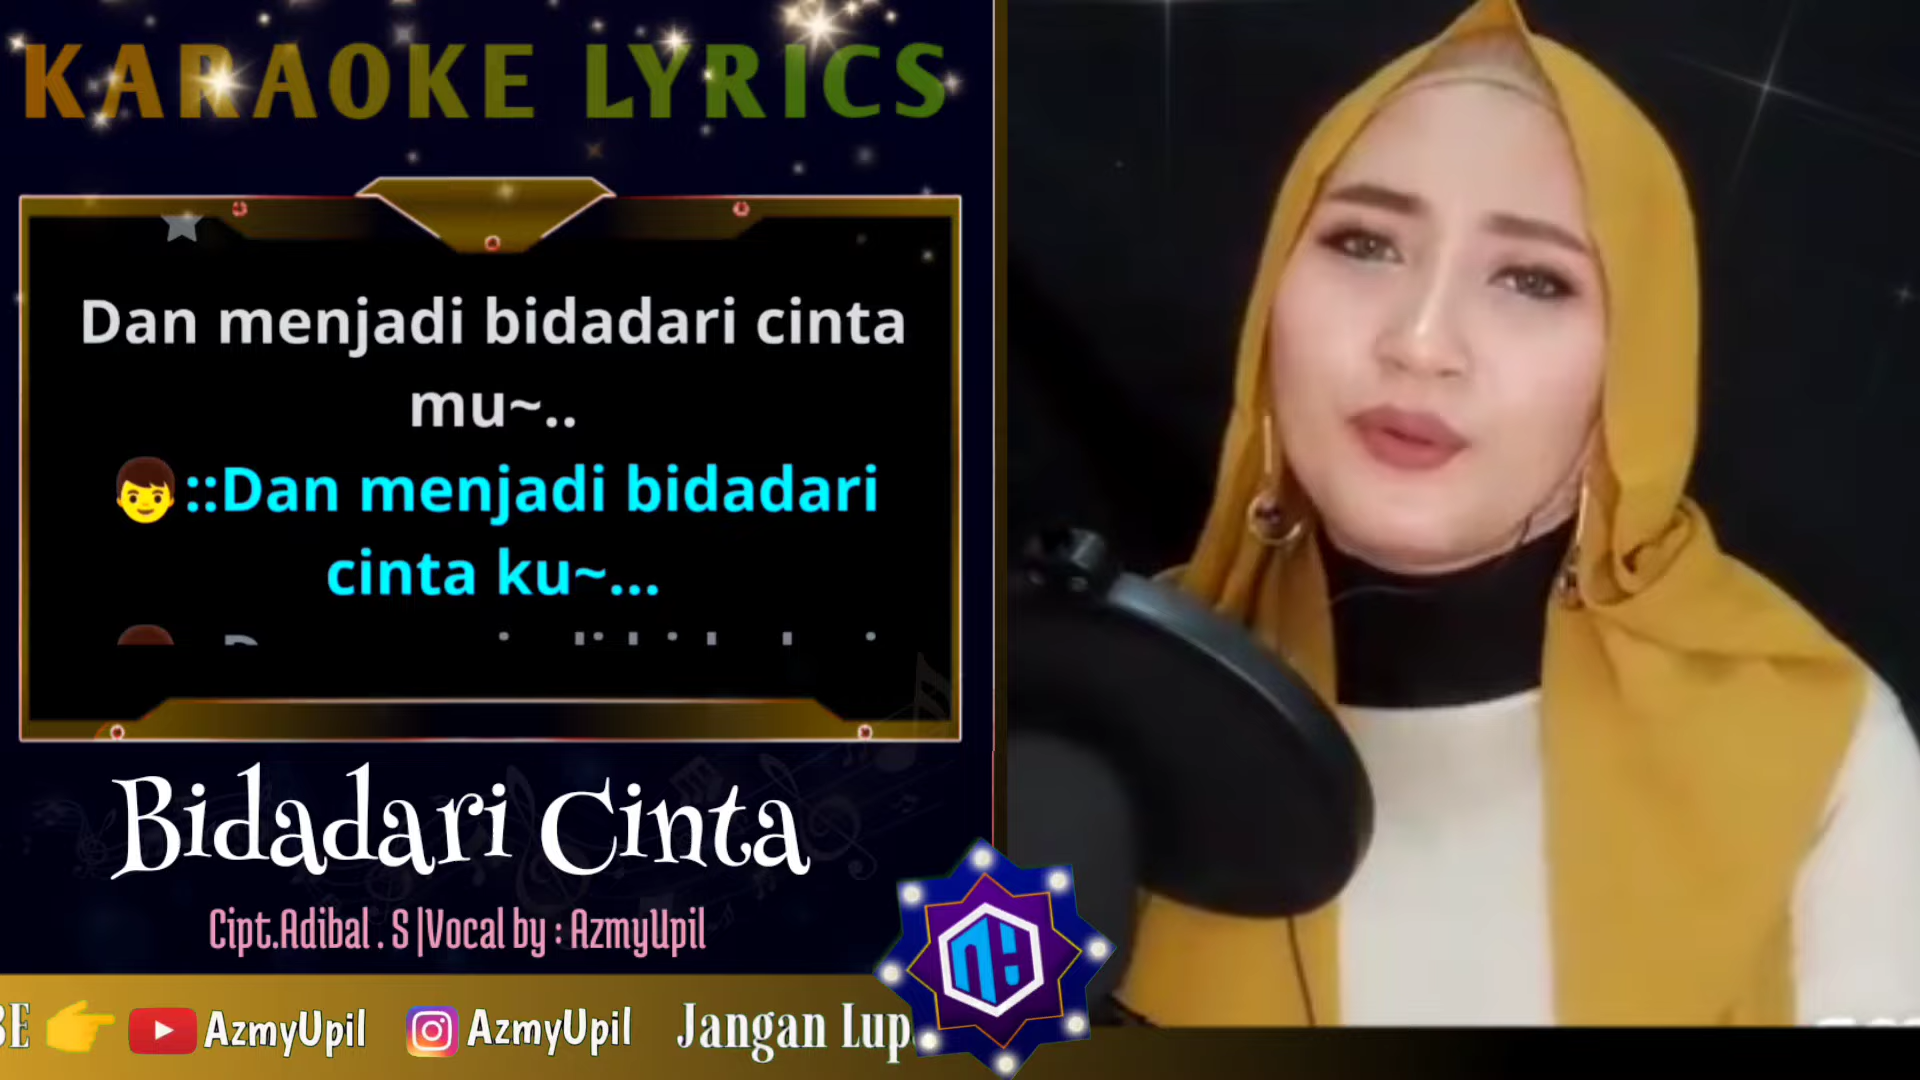 KARAOKE LYRICS
Dan menjadi bidadari cinta
mu~..
::Dan menjadi bidadari
cinta ku~...
Bidadari Cinta
Cipt.Adibal . S |Vocal by : AzmyUpil
AzmyUpil AzmyUpil Jangan